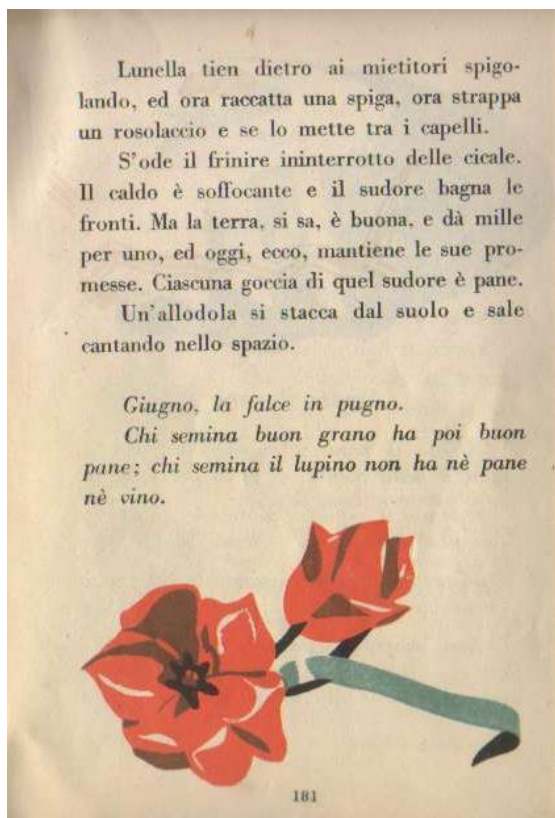 Lunella tien dietro ai mietitori spigo-
lando, ed ora raccatta una spiga, ora strappa
un rosolaccio e se lo mette tra i capelli.
S'ode il frinire ininterrotto delle cicale.
Il caldo è soffocante e il sudore bagna le
fronti. Ma la terra, si sa, è buona, e dà mille
per uno, ed oggi, ecco, mantiene le sue pro-
messe. Ciascuna goccia di quel sudore è pane.
Un'allodola si stacca dal suolo e sale
cantando nello spazio.
Giugno, la falce in pugno.
Chi semina buon grano ha poi buon
pane; chi semina il lupino non ha nè pane
nè vino.
181